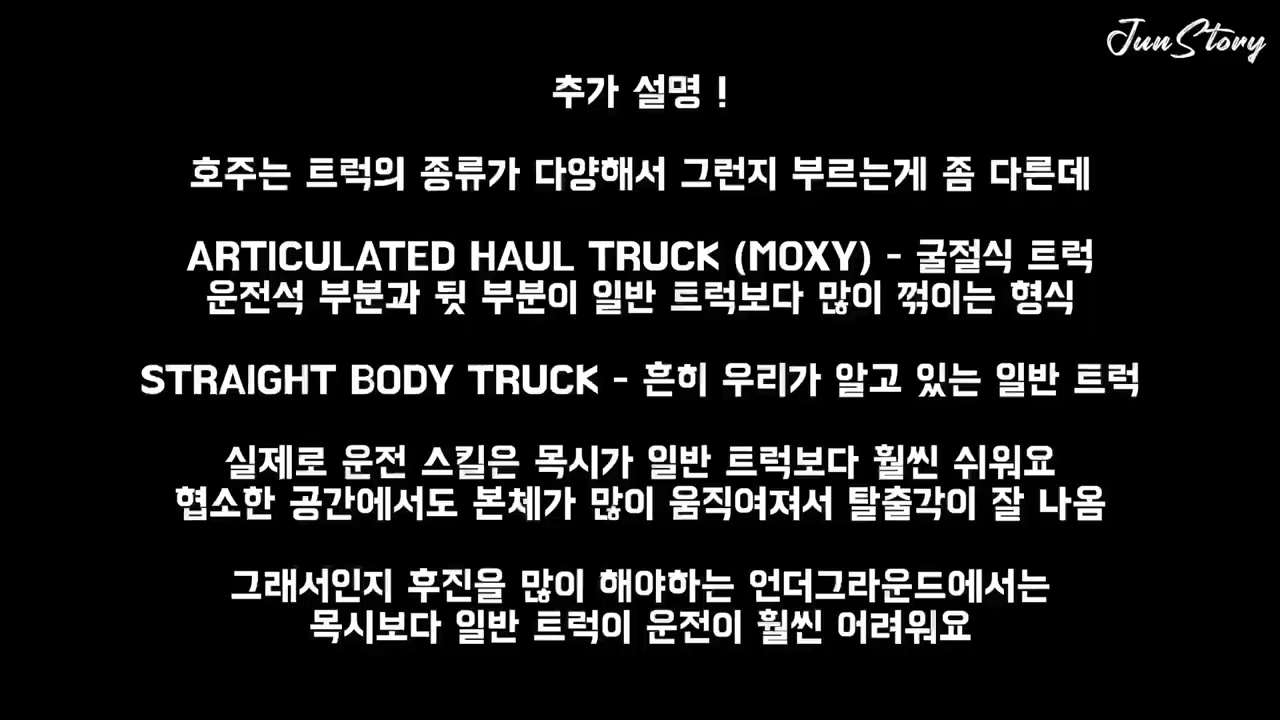 JunStory
추가 설명 !
호주는 트럭의 종류가 다양해서 그런지 부르는게 좀 다른데
ARTICULATED HAUL TRUCK (MOXY) - 굴절식 트럭
운전석 부분과 뒷 부분이 일반 트럭보다 많이 꺾이는 형식
STRAIGHT BODY TRUCK - 흔히 우리가 알고 있는 일반 트럭
실제로 운전 스킬은 목시가 일반 트럭보다 훨씬 쉬워요
협소한 공간에서도 본체가 많이 움직여져서 탈출각이 잘 나옴
그래서인지 후진을 많이 해야하는 언더그라운드에서는
목시보다 일반 트럭이 운전이 훨씬 어려워요